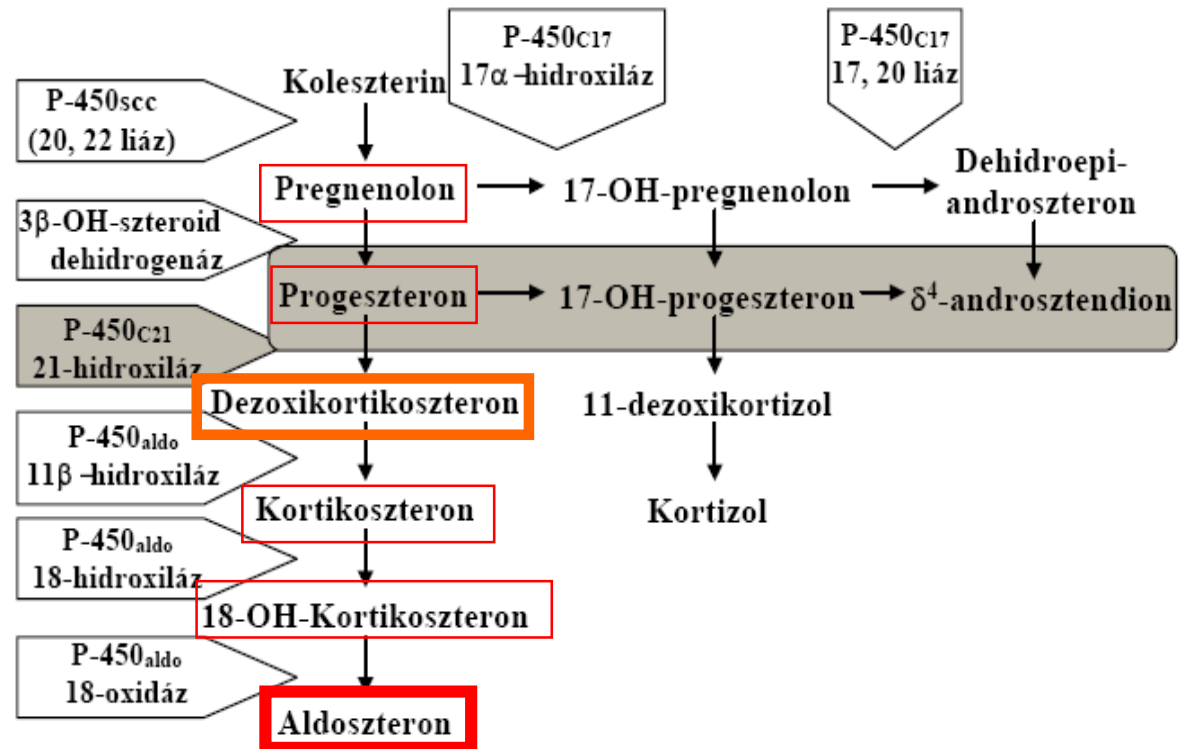 P-450C17
17α-hidroxiláz
P-450C17
17, 20 liáz
Koleszterin
P-450scc
(20, 22 liáz)
Pregnenolon
17-OH-pregnenolon
Dehidroepi-
androszteron
3β-OH-szteroid
dehidrogenáz
Progeszteron
17-OH-progeszteron
δ⁴-androsztendion
P-450C21
21-hidroxiláz
Dezoxikortikoszteron
11-dezoxikortizol
P-450aldo
11β-hidroxiláz
Kortikoszteron
Kortizol
P-450aldo
18-hidroxiláz
18-OH-Kortikoszteron
P-450aldo
18-oxidáz
Aldoszteron